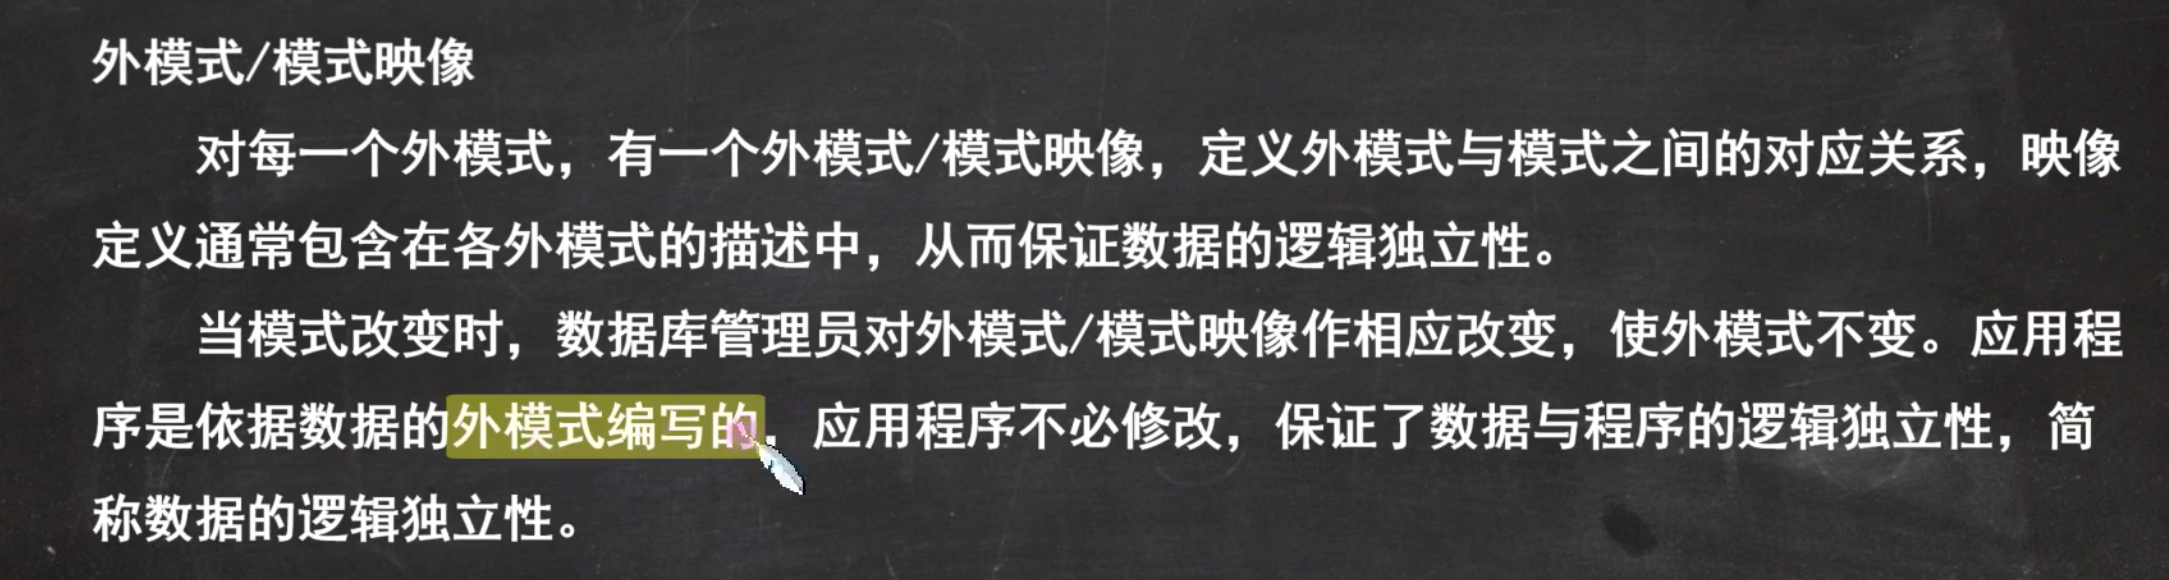 外模式/模式映像
对每一个外模式，有一个外模式/模式映像，定义外模式与模式之间的对应关系，映像
定义通常包含在各外模式的描述中，从而保证数据的逻辑独立性。
当模式改变时，数据库管理员对外模式/模式映像作相应改变，使外模式不变。应用程
序是依据数据的外模式编写的，应用程序不必修改，保证了数据与程序的逻辑独立性，简
称数据的逻辑独立性。